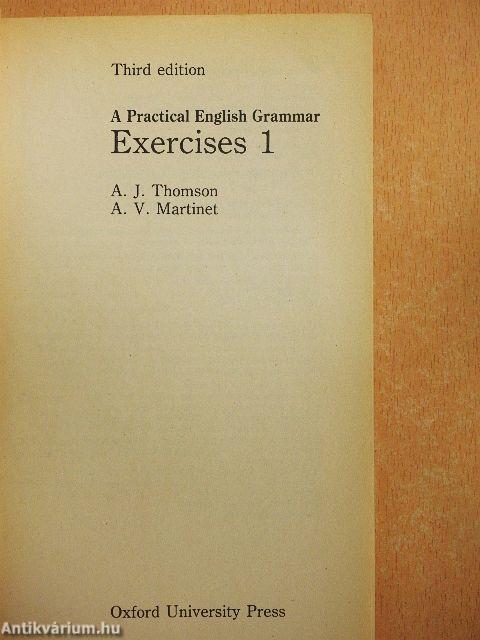 Third edition
A Practical English Grammar
Exercises 1
A. J. Thomson
A. V. Martinet
Oxford University Press
Antikvárium.hu